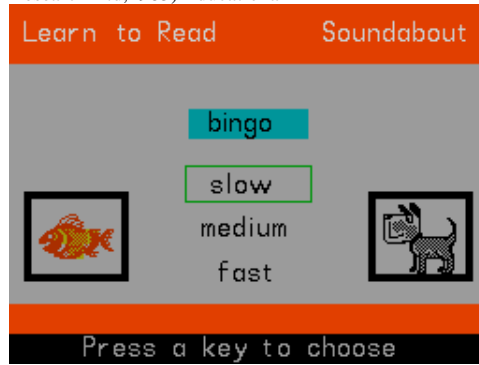 Learn to Read Soundabout
bingo
slow
medium
fast
Press a key to choose